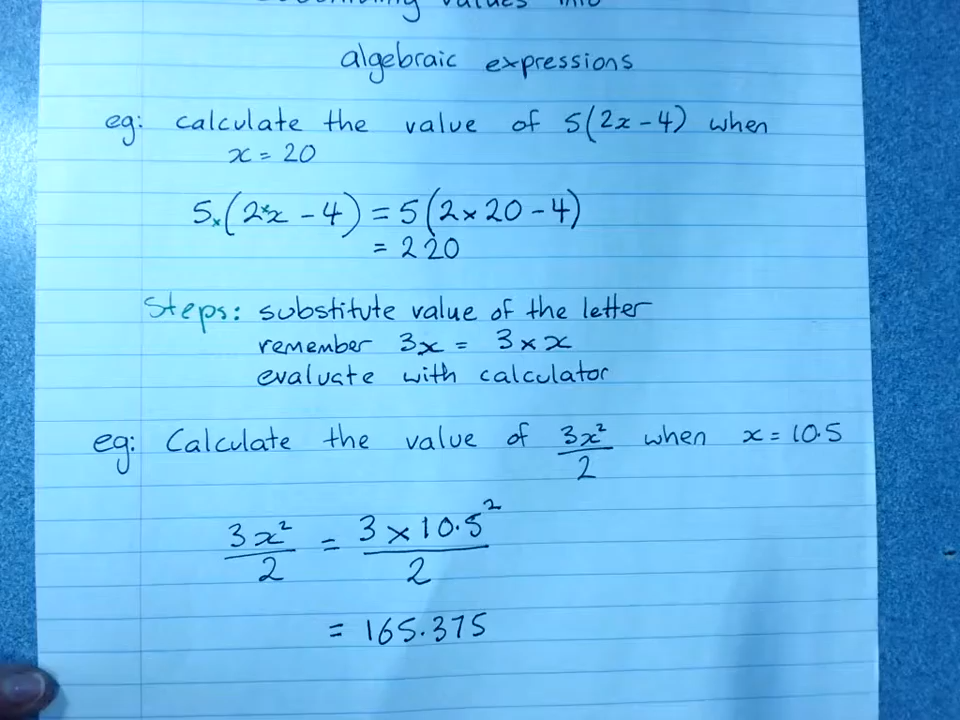 values into
algebraic expressions
eg: calculate the value of 5(2x - 4) when
x = 20
5×(2×x - 4) = 5(2 × 20 - 4)
= 220
Steps: substitute value of the letter
remember 3x = 3 × x
evaluate with calculator
eg: Calculate the value of 3x²/2 when x = 10.5
3x²/2 = 3 × 10.5²/2
= 165.375